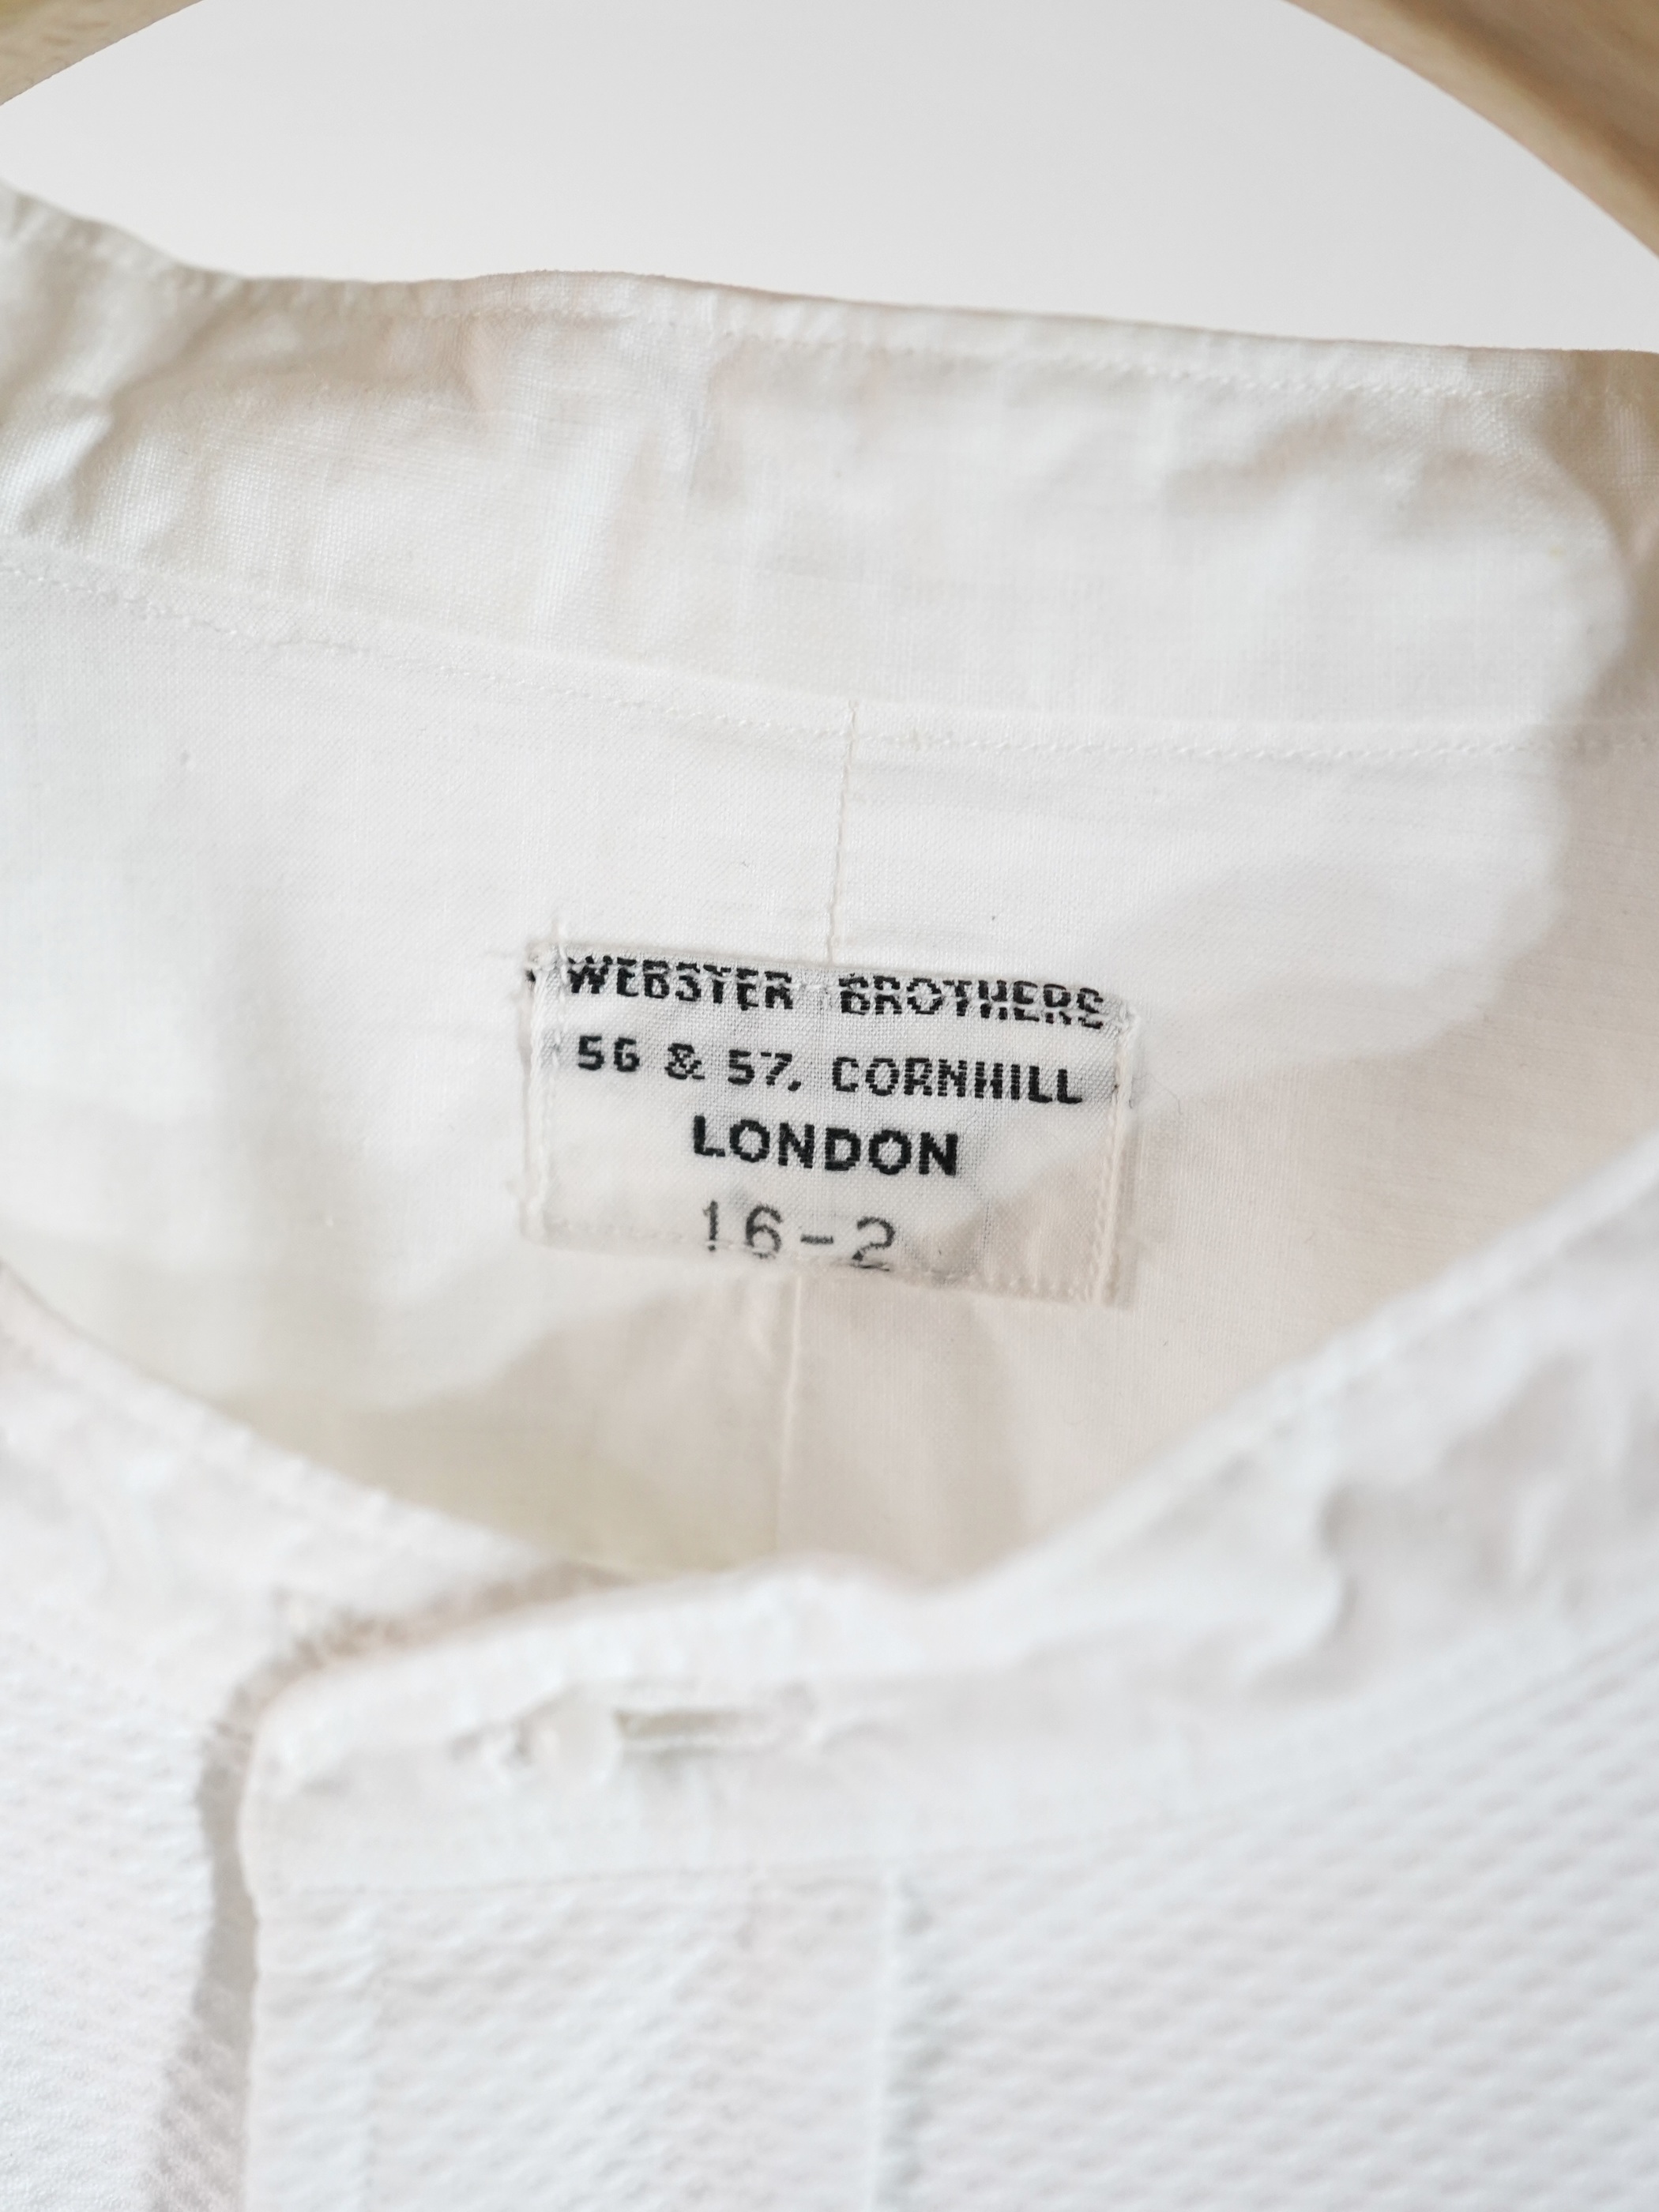 WEBSTER BROTHERS
56 & 57, CORNHILL
LONDON
16-2